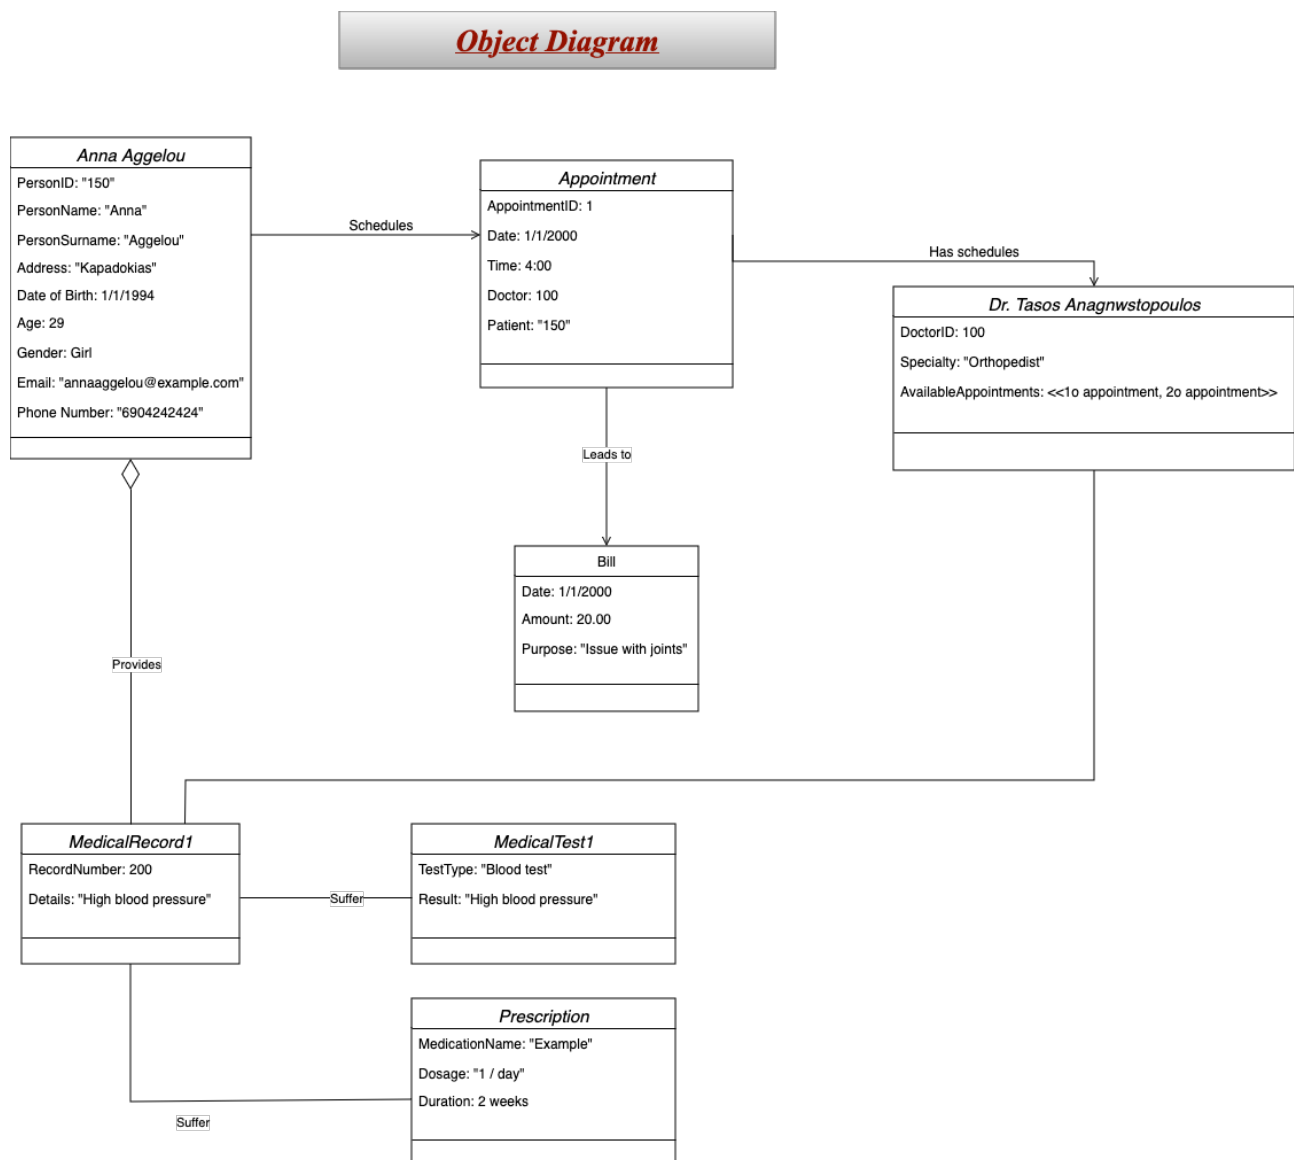 Object Diagram
Anna Aggelou
PersonID: "150"
PersonName: "Anna"
PersonSurname: "Aggelou"
Address: "Kapadokias"
Date of Birth: 1/1/1994
Age: 29
Gender: Girl
Email: "annaaggelou@example.com"
Phone Number: "6904242424"
Schedules
Appointment
AppointmentID: 1
Date: 1/1/2000
Time: 4:00
Doctor: 100
Patient: "150"
Has schedules
Dr. Tasos Anagnwstopoulos
DoctorID: 100
Specialty: "Orthopedist"
AvailableAppointments: <<1o appointment, 2o appointment>>
Leads to
Bill
Date: 1/1/2000
Amount: 20.00
Purpose: "Issue with joints"
Provides
MedicalRecord1
RecordNumber: 200
Details: "High blood pressure"
Suffer
MedicalTest1
TestType: "Blood test"
Result: "High blood pressure"
Prescription
MedicationName: "Example"
Dosage: "1 / day"
Duration: 2 weeks
Suffer